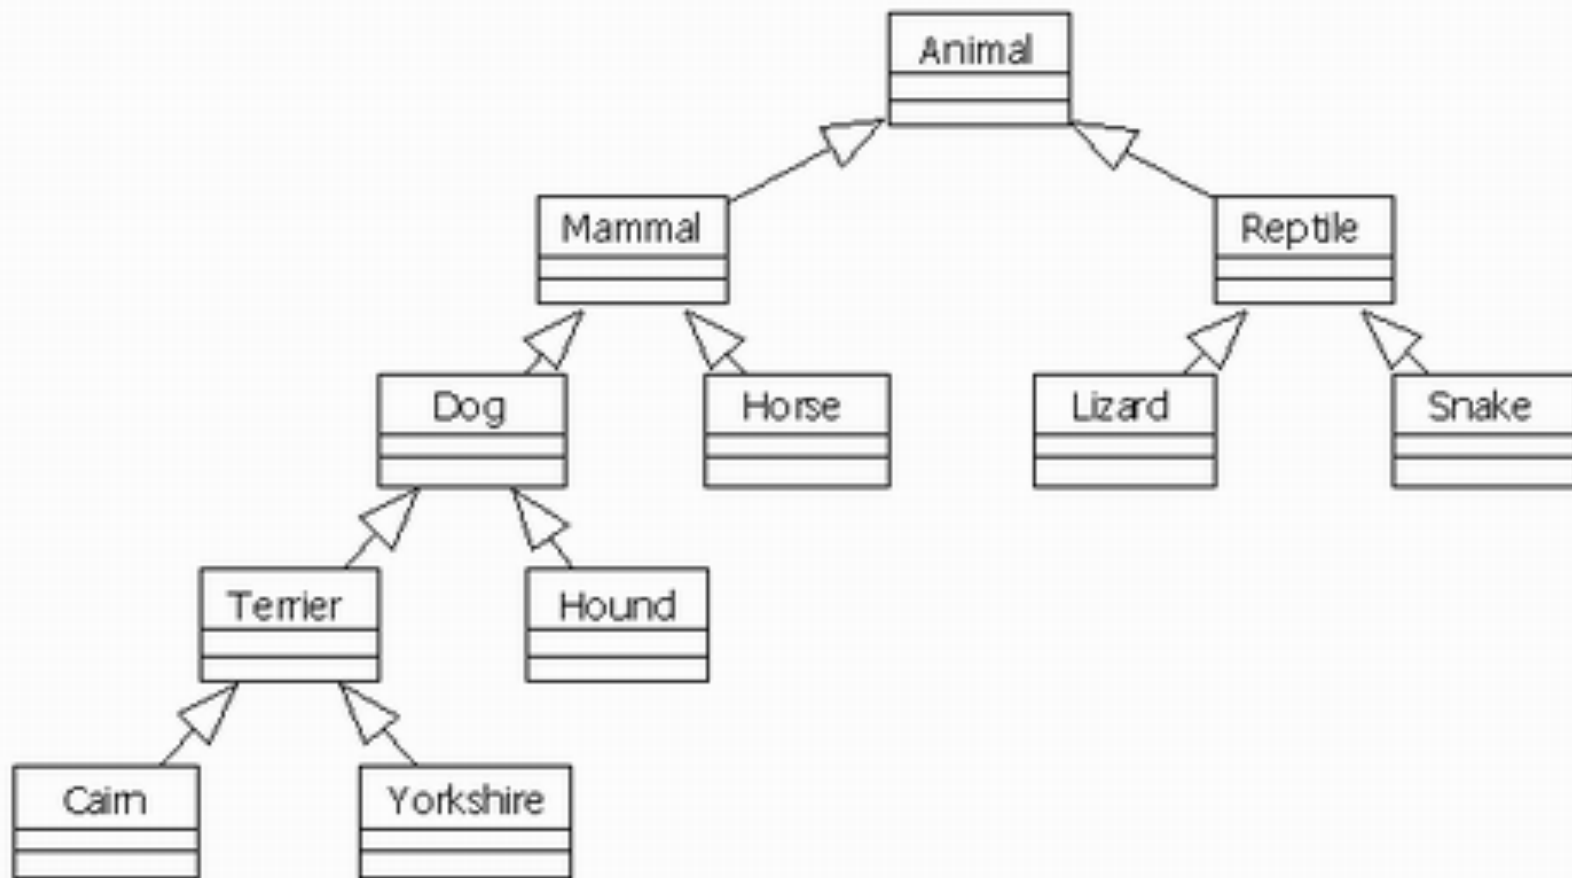 Animal
Mammal
Reptile
Dog
Horse
Lizard
Snake
Terrier
Hound
Cairn
Yorkshire